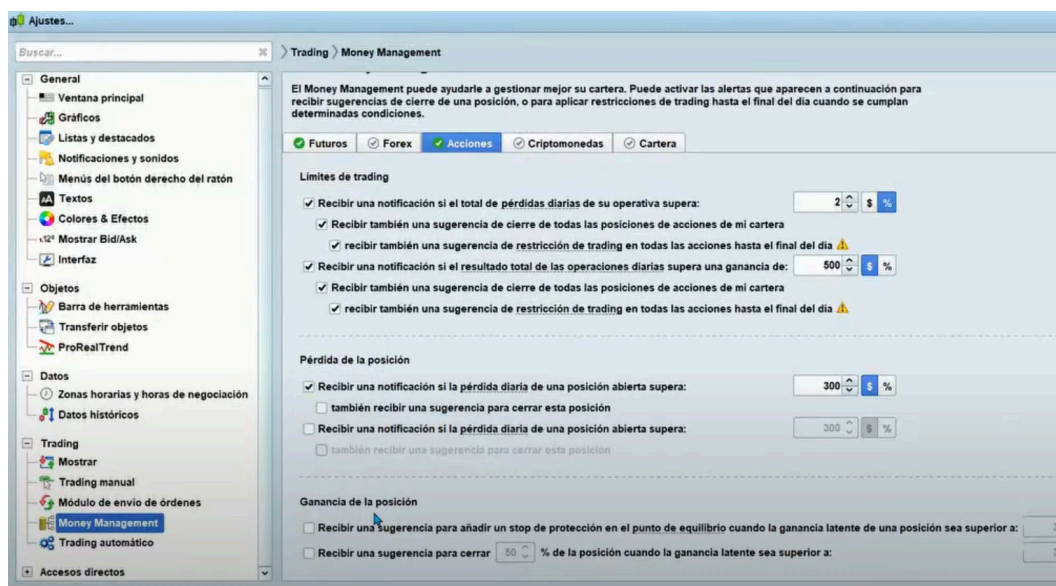 Ajustes...
Buscar...
Trading Money Management
General
Ventana principal
Gráficos
Listas y destacados
Notificaciones y sonidos
Menús del botón derecho del ratón
Textos
Colores & Efectos
Mostrar Bid/Ask
Interfaz
Objetos
Barra de herramientas
Transferir objetos
ProRealTrend
Datos
Zonas horarias y horas de negociación
Datos históricos
Trading
Mostrar
Trading manual
Módulo de envío de órdenes
Money Management
Trading automático
Accesos directos
El Money Management puede ayudarle a gestionar mejor su cartera. Puede activar las alertas que aparecen a continuación para
recibir sugerencias de cierre de una posición, o para aplicar restricciones de trading hasta el final del día cuando se cumplan
determinadas condiciones.
Futuros Forex Acciones Criptomonedas Cartera
Límites de trading
Recibir una notificación si el total de pérdidas diarias de su operativa supera: 2 $ %
Recibir también una sugerencia de cierre de todas las posiciones de acciones de mi cartera
recibir también una sugerencia de restricción de trading en todas las acciones hasta el final del día
Recibir una notificación si el resultado total de las operaciones diarias supera una ganancia de: 500 $ %
Recibir también una sugerencia de cierre de todas las posiciones de acciones de mi cartera
recibir también una sugerencia de restricción de trading en todas las acciones hasta el final del día
Pérdida de la posición
Recibir una notificación si la pérdida diaria de una posición abierta supera: 300 $ %
también recibir una sugerencia para cerrar esta posición
Recibir una notificación si la pérdida diaria de una posición abierta supera: 300 $ %
también recibir una sugerencia para cerrar esta posición
Ganancia de la posición
Recibir una sugerencia para añadir un stop de protección en el punto de equilibrio cuando la ganancia latente de una posición sea superior a:
Recibir una sugerencia para cerrar 50 % de la posición cuando la ganancia latente sea superior a: